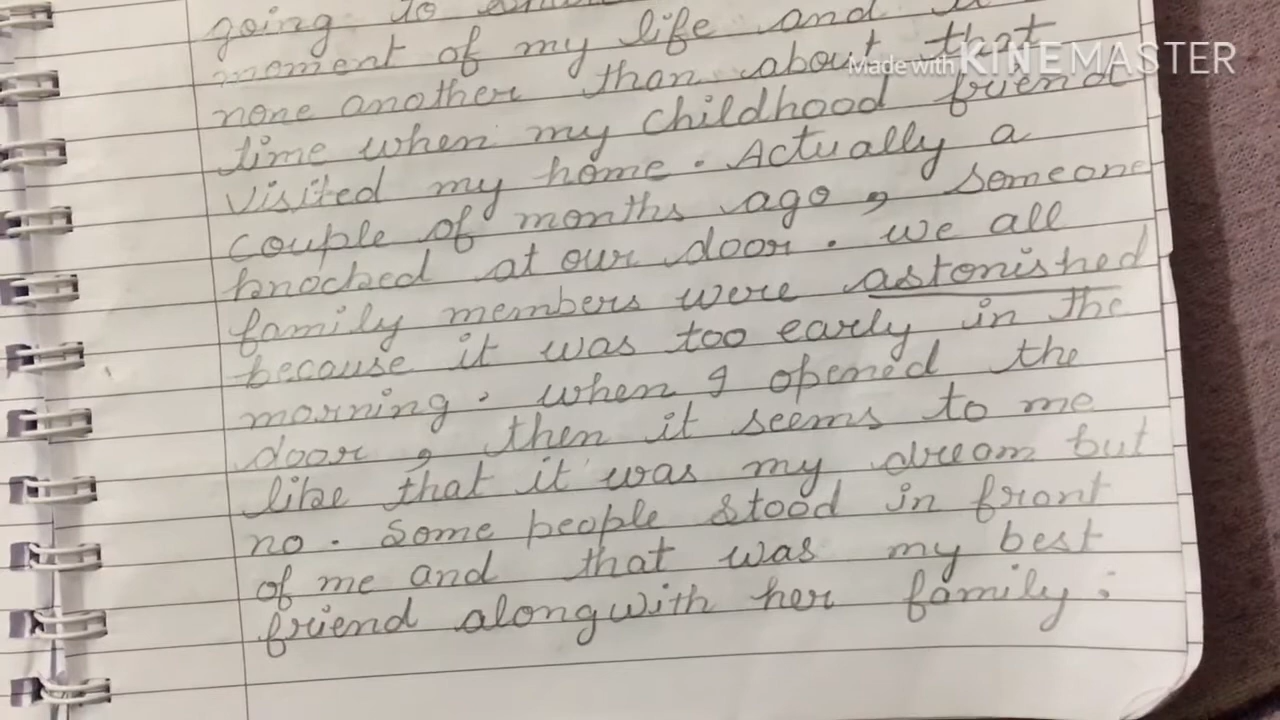 going to
moment of my life and
none another than about that
time when my childhood friend
visited my home. Actually a
couple of months ago, someone
knocked at our door. we all
family members were astonished
because it was too early in the
morning. when I opened the
door, then it seems to me
like that it was my dream but
no. Some people stood in front
of me and that was my best
friend alongwith her family.
Made with KINEMASTER